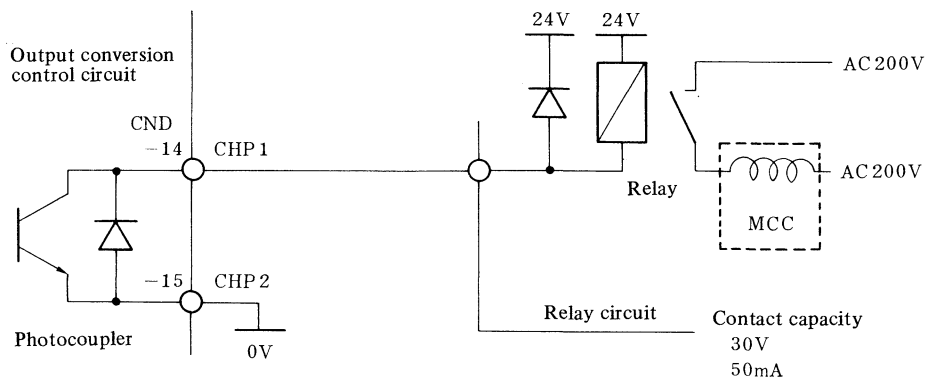 24V
24V
Output conversion
control circuit
AC200V
CND
-14
CHP1
Relay
AC200V
MCC
-15
CHP2
Relay circuit
Contact capacity
Photocoupler
0V
30V
50mA